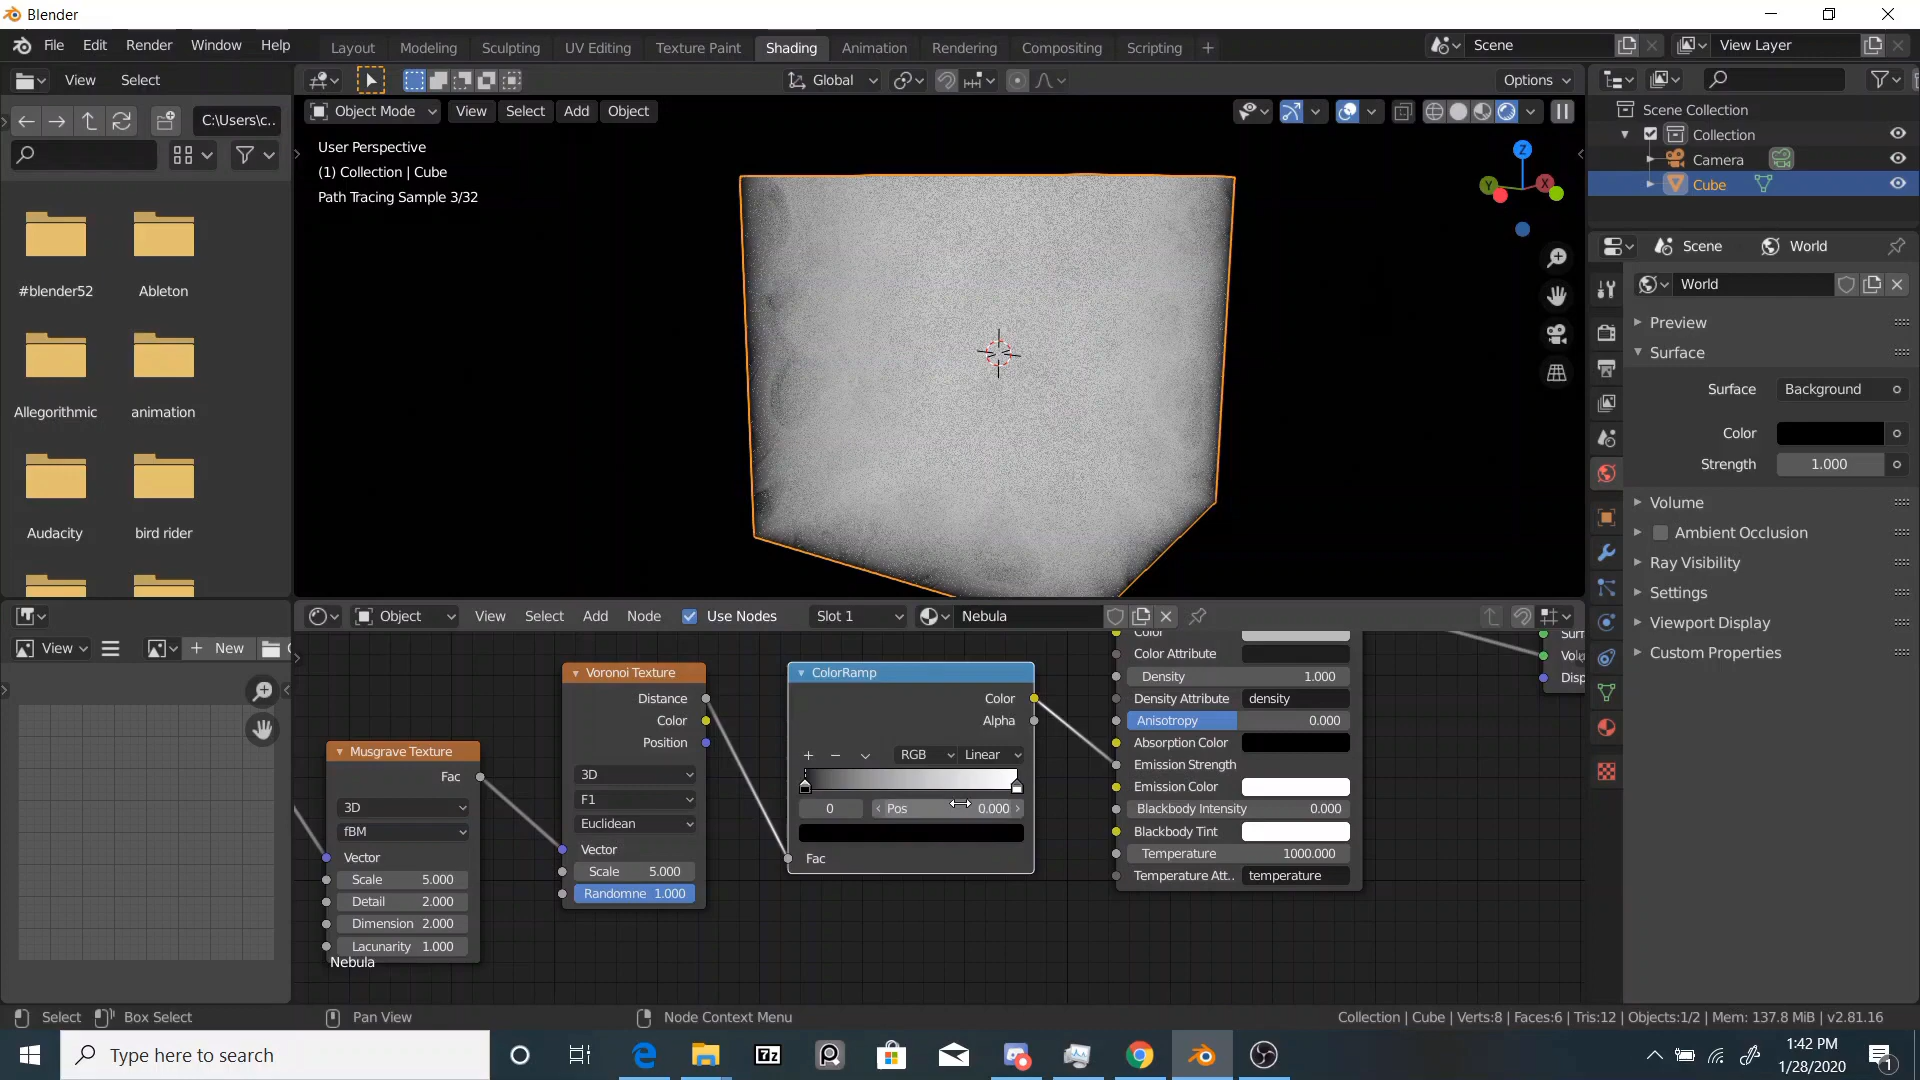 Blender
File Edit Render Window Help
Layout Modeling Sculpting UV Editing Texture Paint Shading Animation Rendering Compositing Scripting +
Scene
View Layer
View Select
Global
Options
C:\Users\c..
Object Mode View Select Add Object
User Perspective
(1) Collection | Cube
Path Tracing Sample 3/32
Z
Y
X
#blender52
Ableton
Allegorithmic
animation
Audacity
bird rider
Scene Collection
Collection
Camera
Cube
Scene World
World
Preview
Surface
Surface Background
Color
Strength 1.000
Volume
Ambient Occlusion
Ray Visibility
Settings
Viewport Display
Custom Properties
View
New
Object View Select Add Node Use Nodes Slot 1 Nebula
Musgrave Texture
Fac
3D
fBM
Vector
Scale 5.000
Detail 2.000
Dimension 2.000
Lacunarity 1.000
Nebula
Voronoi Texture
Distance
Color
Position
3D
F1
Euclidean
Vector
Scale 5.000
Randomne 1.000
ColorRamp
Color
Alpha
+ − RGB Linear
0 Pos 0.000
Fac
Color
Color Attribute
Density 1.000
Density Attribute density
Anisotropy 0.000
Absorption Color
Emission Strength
Emission Color
Blackbody Intensity 0.000
Blackbody Tint
Temperature 1000.000
Temperature Att.. temperature
Surf
Volu
Disp
Select Box Select Pan View Node Context Menu
Collection | Cube | Verts:8 | Faces:6 | Tris:12 | Objects:1/2 | Mem: 137.8 MiB | v2.81.16
Type here to search
7z
1:42 PM
1/28/2020
1